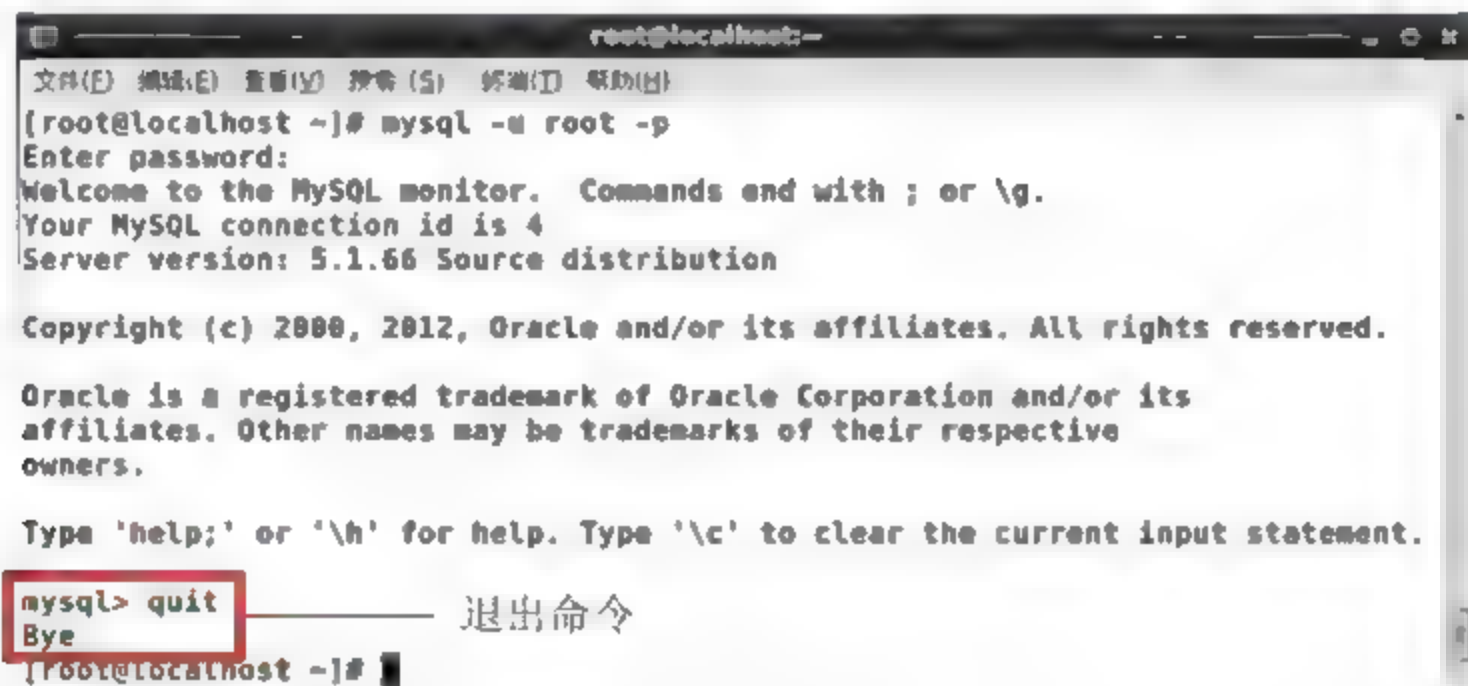 root@localhost:~
文件(F) 编辑(E) 查看(V) 搜索 (S) 终端(T) 帮助(H)
[root@localhost ~]# mysql -u root -p
Enter password:
Welcome to the MySQL monitor.  Commands end with ; or \g.
Your MySQL connection id is 4
Server version: 5.1.66 Source distribution
Copyright (c) 2000, 2012, Oracle and/or its affiliates. All rights reserved.
Oracle is a registered trademark of Oracle Corporation and/or its
affiliates. Other names may be trademarks of their respective
owners.
Type 'help;' or '\h' for help. Type '\c' to clear the current input statement.
mysql> quit
退出命令
Bye
[root@localhost ~]#